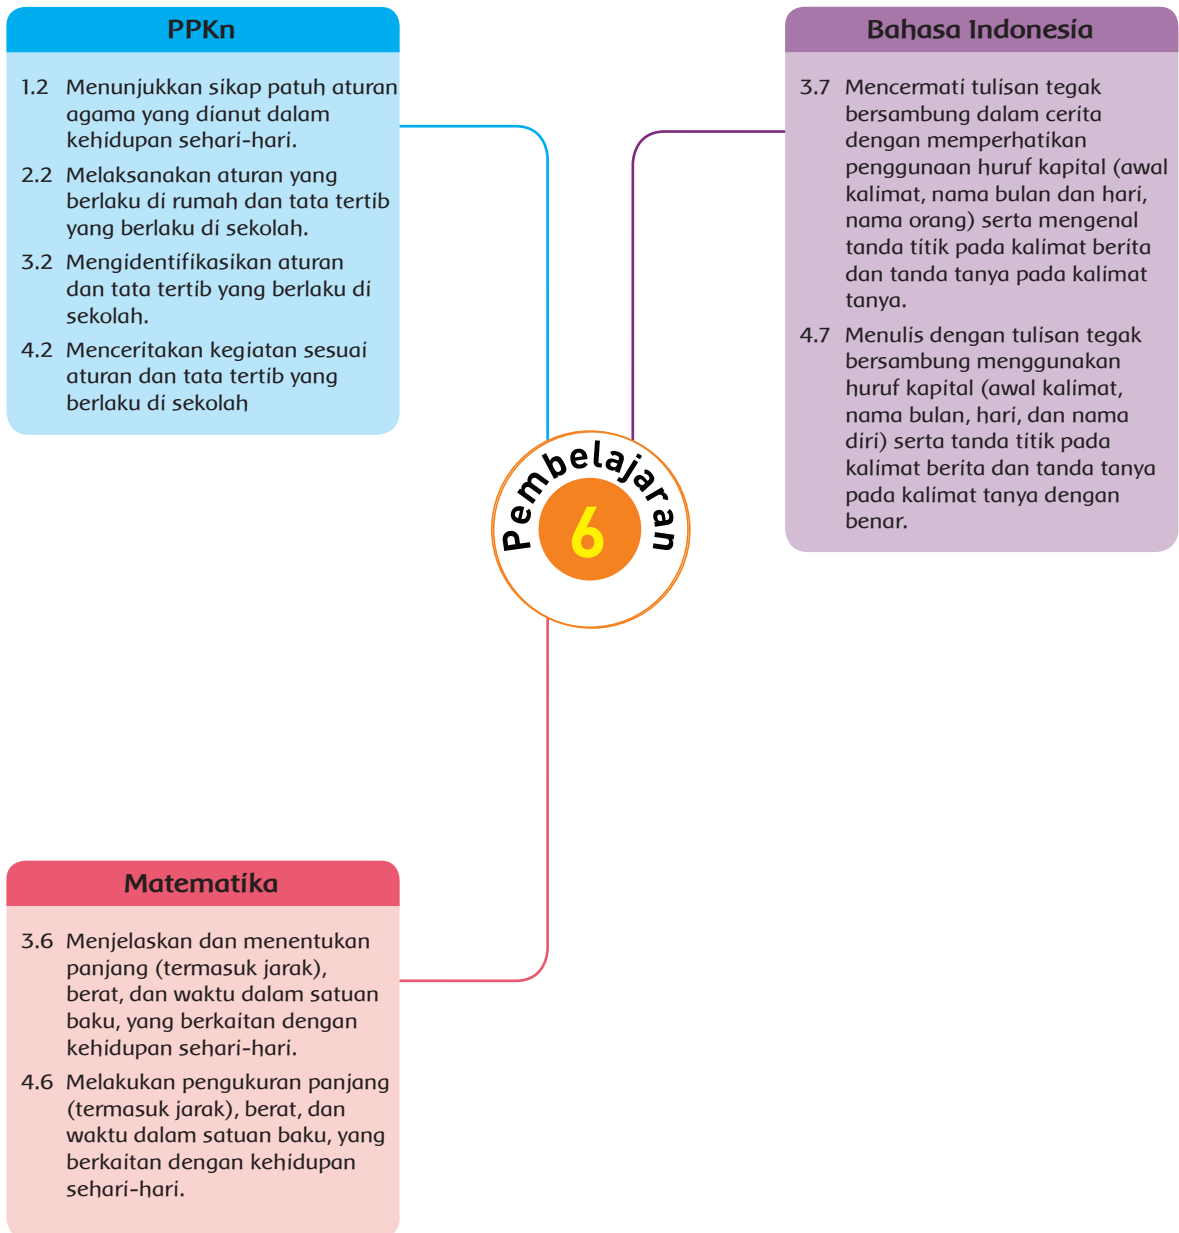 PPKn
1.2 Menunjukkan sikap patuh aturan
agama yang dianut dalam
kehidupan sehari-hari.
2.2 Melaksanakan aturan yang
berlaku di rumah dan tata tertib
yang berlaku di sekolah.
3.2 Mengidentifikasikan aturan
dan tata tertib yang berlaku di
sekolah.
4.2 Menceritakan kegiatan sesuai
aturan dan tata tertib yang
berlaku di sekolah
Bahasa Indonesia
3.7 Mencermati tulisan tegak
bersambung dalam cerita
dengan memperhatikan
penggunaan huruf kapital (awal
kalimat, nama bulan dan hari,
nama orang) serta mengenal
tanda titik pada kalimat berita
dan tanda tanya pada kalimat
tanya.
4.7 Menulis dengan tulisan tegak
bersambung menggunakan
huruf kapital (awal kalimat,
nama bulan, hari, dan nama
diri) serta tanda titik pada
kalimat berita dan tanda tanya
pada kalimat tanya dengan
benar.
Pembelajaran
6
Matematika
3.6 Menjelaskan dan menentukan
panjang (termasuk jarak),
berat, dan waktu dalam satuan
baku, yang berkaitan dengan
kehidupan sehari-hari.
4.6 Melakukan pengukuran panjang
(termasuk jarak), berat, dan
waktu dalam satuan baku, yang
berkaitan dengan kehidupan
sehari-hari.